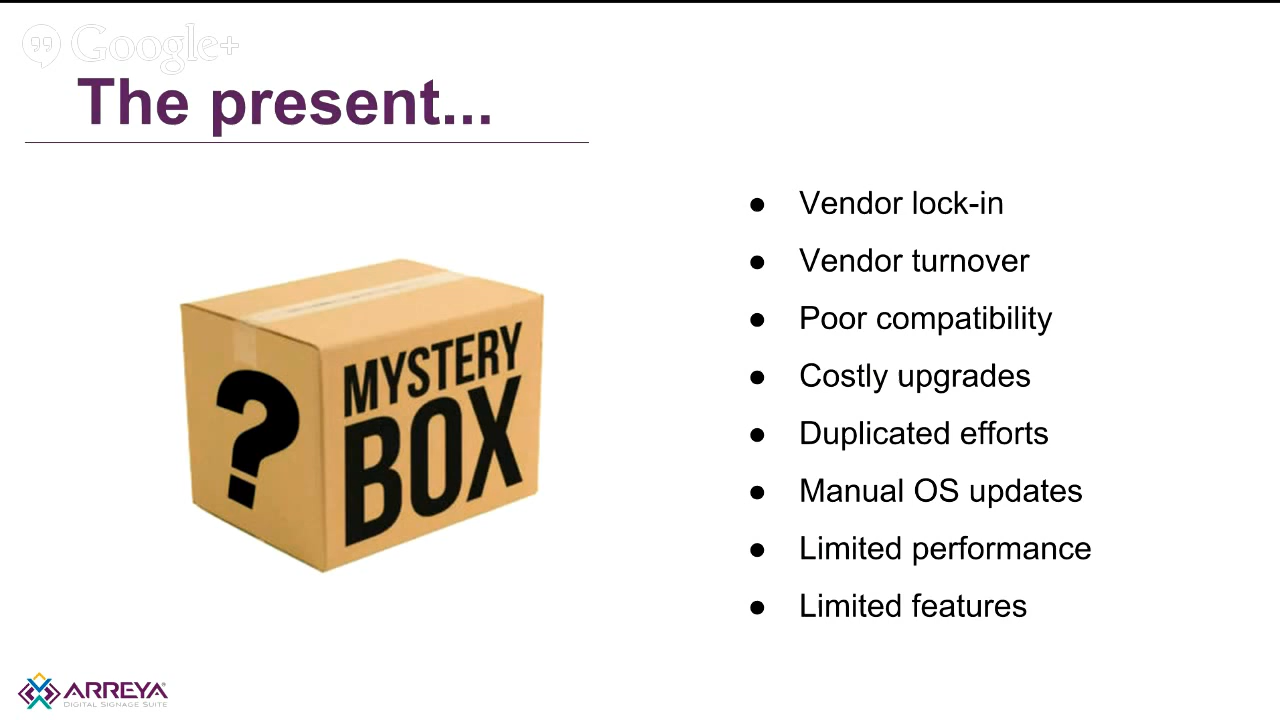 Google+
The present...
● Vendor lock-in
● Vendor turnover
● Poor compatibility
● Costly upgrades
● Duplicated efforts
● Manual OS updates
● Limited performance
● Limited features
?
MYSTERY
BOX
ARREYA
DIGITAL SIGNAGE SUITE